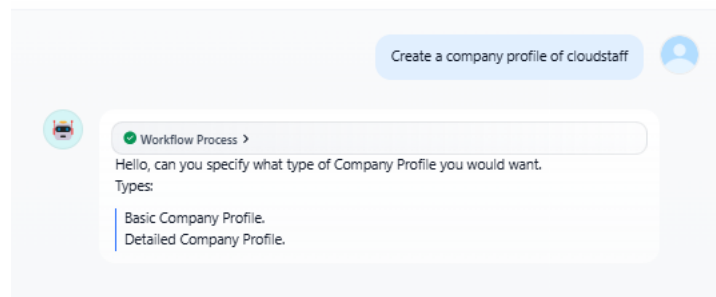 Create a company profile of cloudstaff
Workflow Process >
Hello, can you specify what type of Company Profile you would want.
Types:
Basic Company Profile.
Detailed Company Profile.